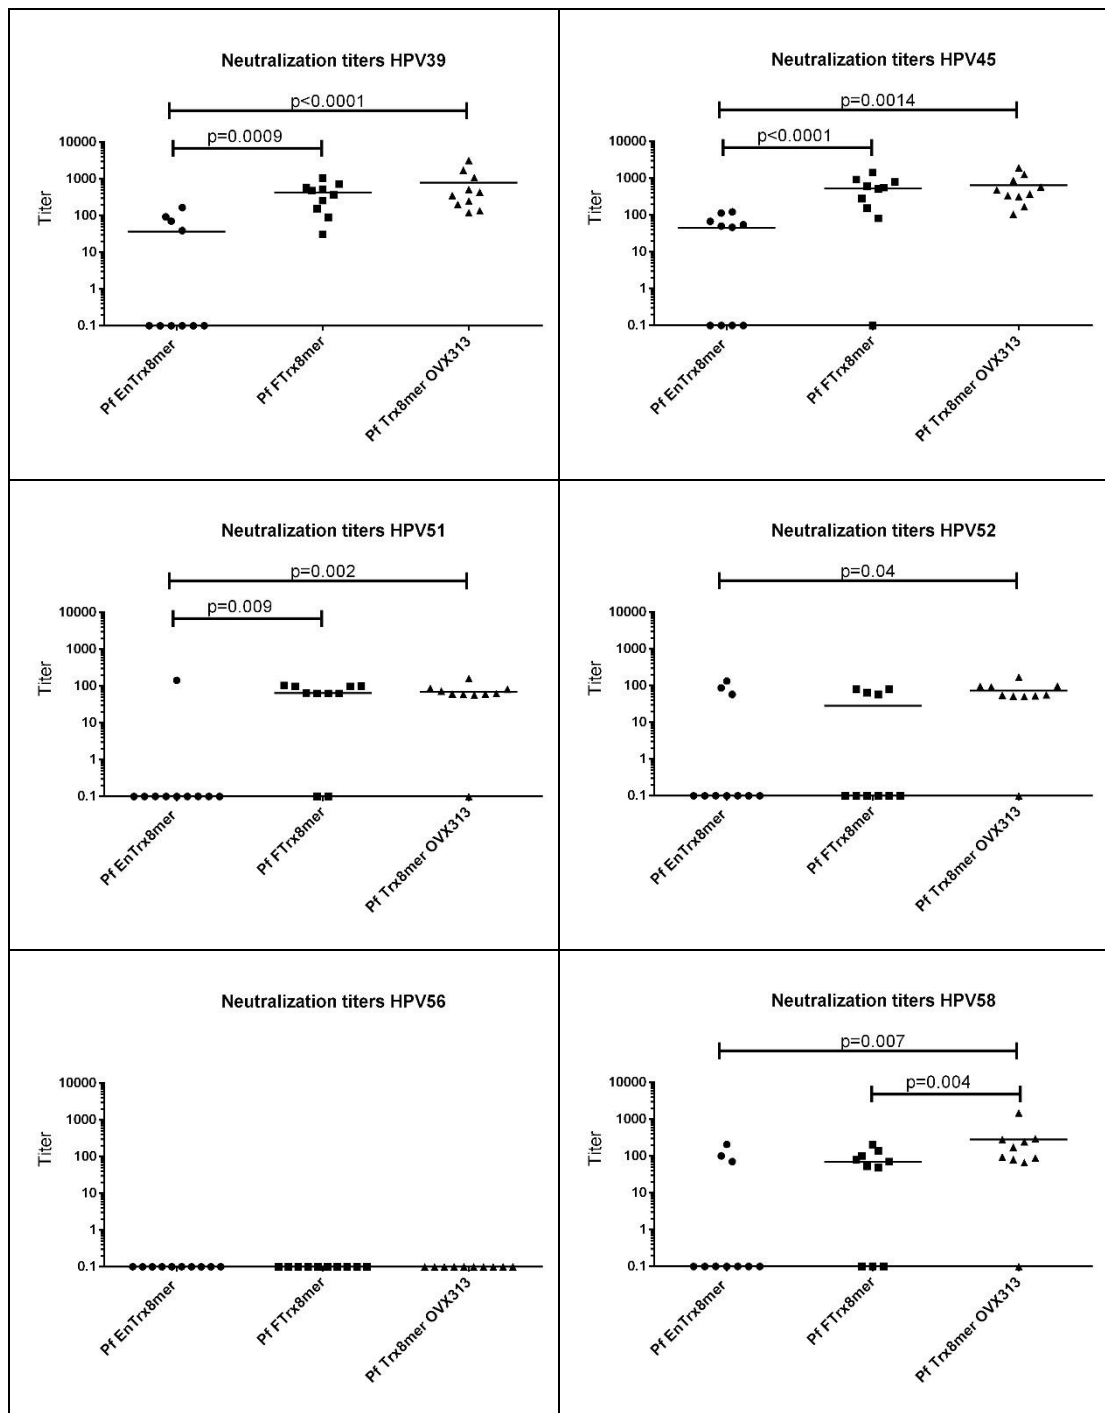 Neutralization titers HPV39
p<0.0001
p=0.0009
10000
1000
100
10
1
0.1
Titer
Pf EnTrx8mer
Pf FTrx8mer
Pf Trx8mer OVX313
Neutralization titers HPV45
p=0.0014
p<0.0001
10000
1000
100
10
1
0.1
Titer
Pf EnTrx8mer
Pf FTrx8mer
Pf Trx8mer OVX313
Neutralization titers HPV51
p=0.002
p=0.009
10000
1000
100
10
1
0.1
Titer
Pf EnTrx8mer
Pf FTrx8mer
Pf Trx8mer OVX313
Neutralization titers HPV52
p=0.04
10000
1000
100
10
1
0.1
Titer
Pf EnTrx8mer
Pf FTrx8mer
Pf Trx8mer OVX313
Neutralization titers HPV56
10000
1000
100
10
1
0.1
Titer
Pf EnTrx8mer
Pf FTrx8mer
Pf Trx8mer OVX313
Neutralization titers HPV58
p=0.007
p=0.004
10000
1000
100
10
1
0.1
Titer
Pf EnTrx8mer
Pf FTrx8mer
Pf Trx8mer OVX313